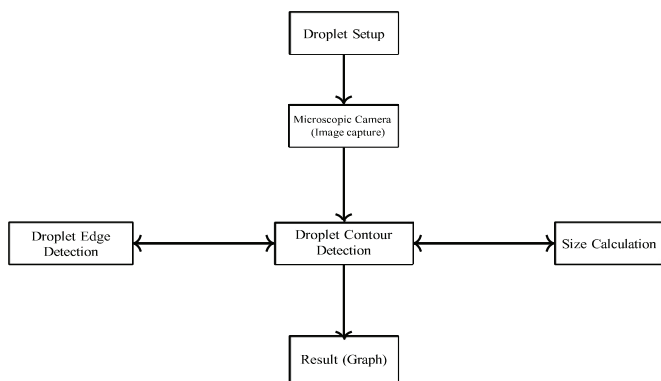 Droplet Setup
Microscopic Camera
(Image capture)
Droplet Edge
Detection
Droplet Contour
Detection
Size Calculation
Result (Graph)